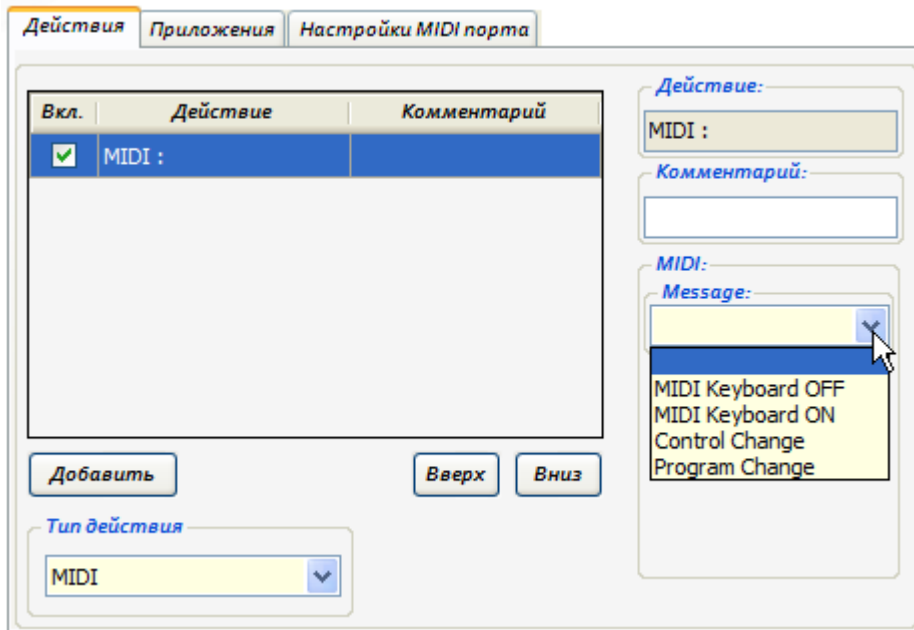 Действия Приложения Настройки MIDI порта
Вкл. Действие Комментарий
MIDI :
Добавить Вверх Вниз
Тип действия
MIDI
Действие:
MIDI :
Комментарий:
MIDI:
Message:
MIDI Keyboard OFF
MIDI Keyboard ON
Control Change
Program Change